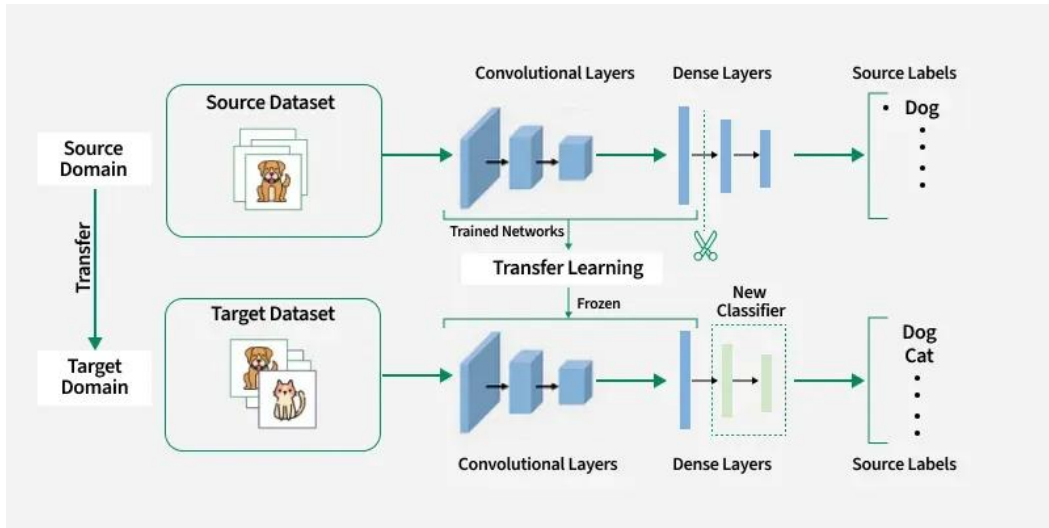 Convolutional Layers
Dense Layers
Source Labels
Source Dataset
Dog
Source
Domain
Transfer
Trained Networks
Transfer Learning
Frozen
New
Classifier
Target Dataset
Target
Domain
Dog
Cat
Convolutional Layers
Dense Layers
Source Labels